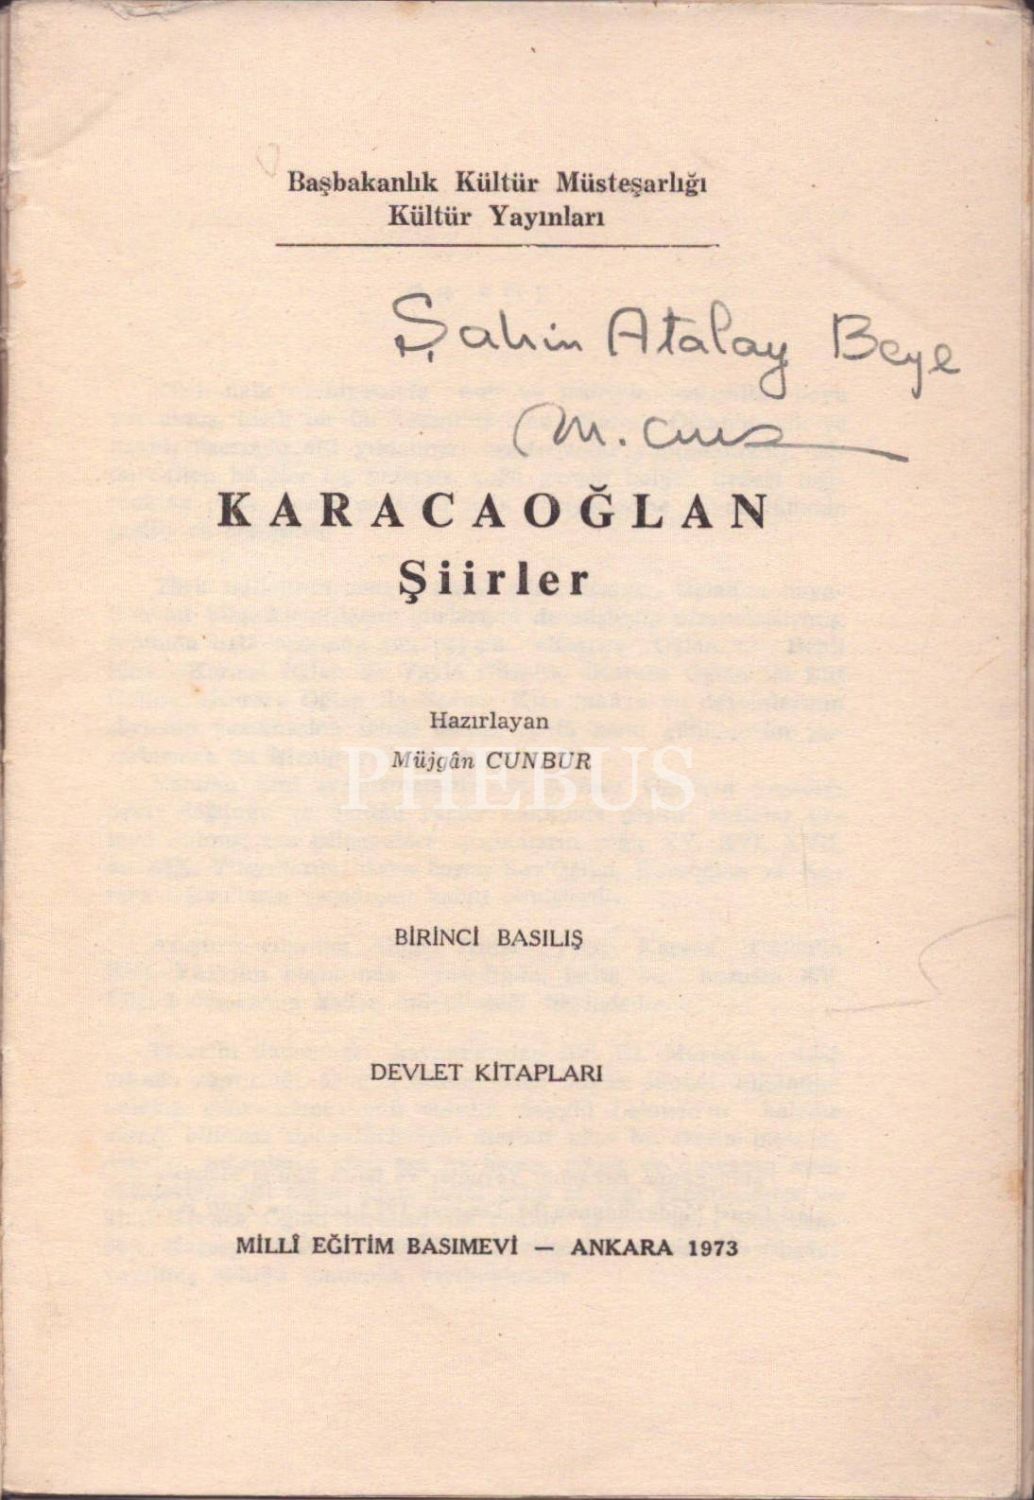 Başbakanlık Kültür Müsteşarlığı
Kültür Yayınları
Şahin Atalay Beye
M. Cun
KARACAOĞLAN
Şiirler
Hazırlayan
Müjgân CUNBUR
PHEBUS
BİRİNCİ BASILIŞ
DEVLET KİTAPLARI
MİLLÎ EĞİTİM BASIMEVİ — ANKARA 1973